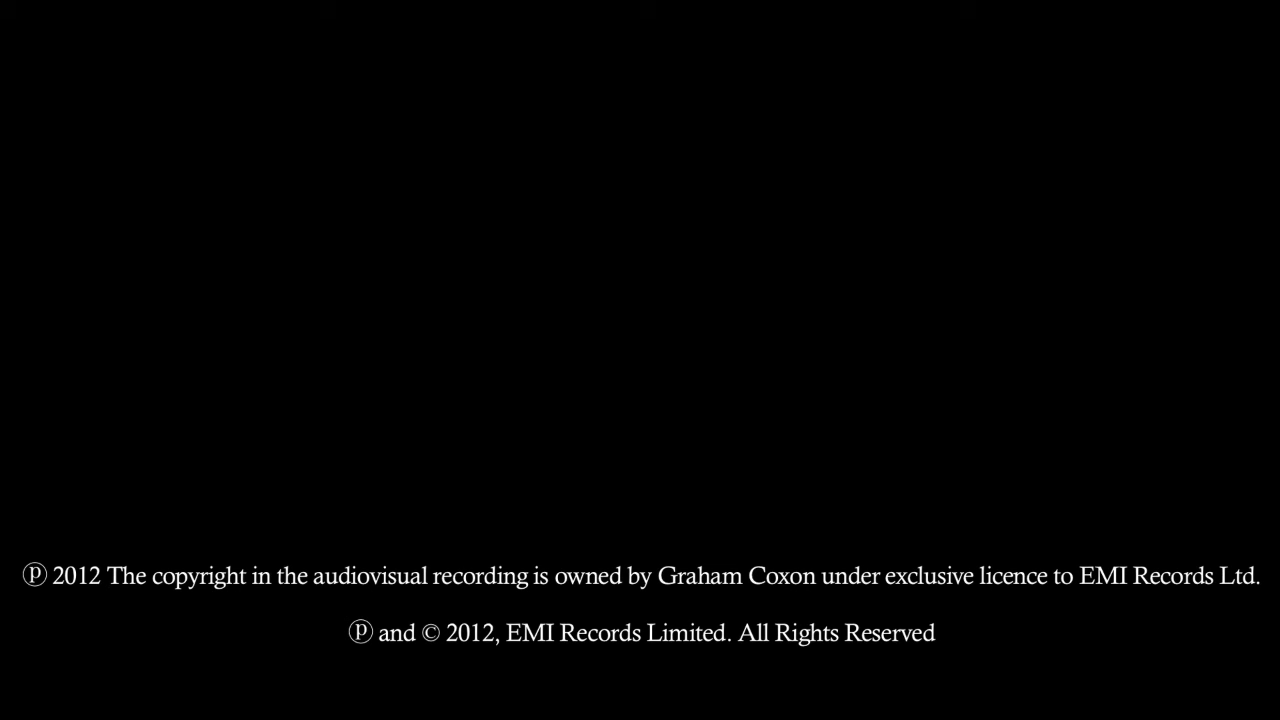 ℗ 2012 The copyright in the audiovisual recording is owned by Graham Coxon under exclusive licence to EMI Records Ltd.
℗ and © 2012, EMI Records Limited. All Rights Reserved